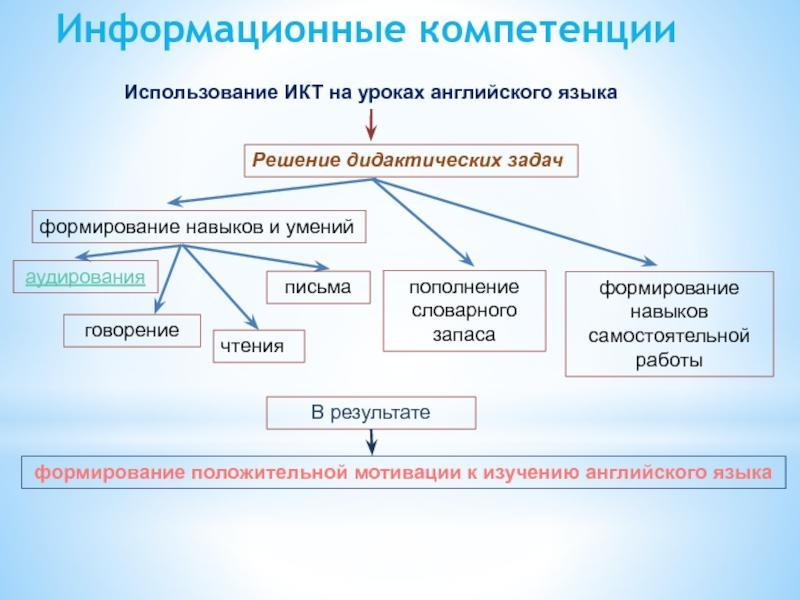 Информационные компетенции
Использование ИКТ на уроках английского языка
Решение дидактических задач
формирование навыков и умений
аудирования
говорение
чтения
письма
пополнение
словарного
запаса
формирование
навыков
самостоятельной
работы
В результате
формирование положительной мотивации к изучению английского языка